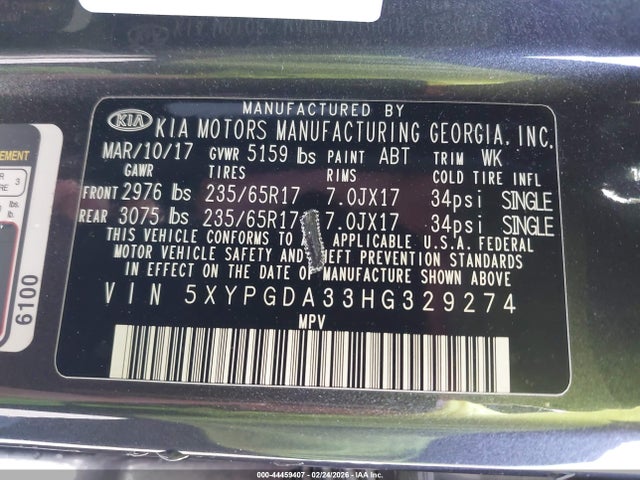 MANUFACTURED BY
KIA KIA MOTORS MANUFACTURING GEORGIA, INC.
MAR/10/17 GVWR 5159 lbs PAINT ABT TRIM WK
GAWR TIRES RIMS COLD TIRE INFL
FRONT 2976 lbs 235/65R17 7.0JX17 34psi SINGLE
REAR 3075 lbs 235/65R17 7.0JX17 34psi SINGLE
THIS VEHICLE CONFORMS TO APPLICABLE U.S.A. FEDERAL
MOTOR VEHICLE SAFETY AND THEFT PREVENTION STANDARDS
IN EFFECT ON THE DATE OF MANUFACTURE SHOWN ABOVE
VIN 5XYPGDA33HG329274
MPV
EMENT
3
6100
000-44459407 - 02/24/2026 - IAA Branch